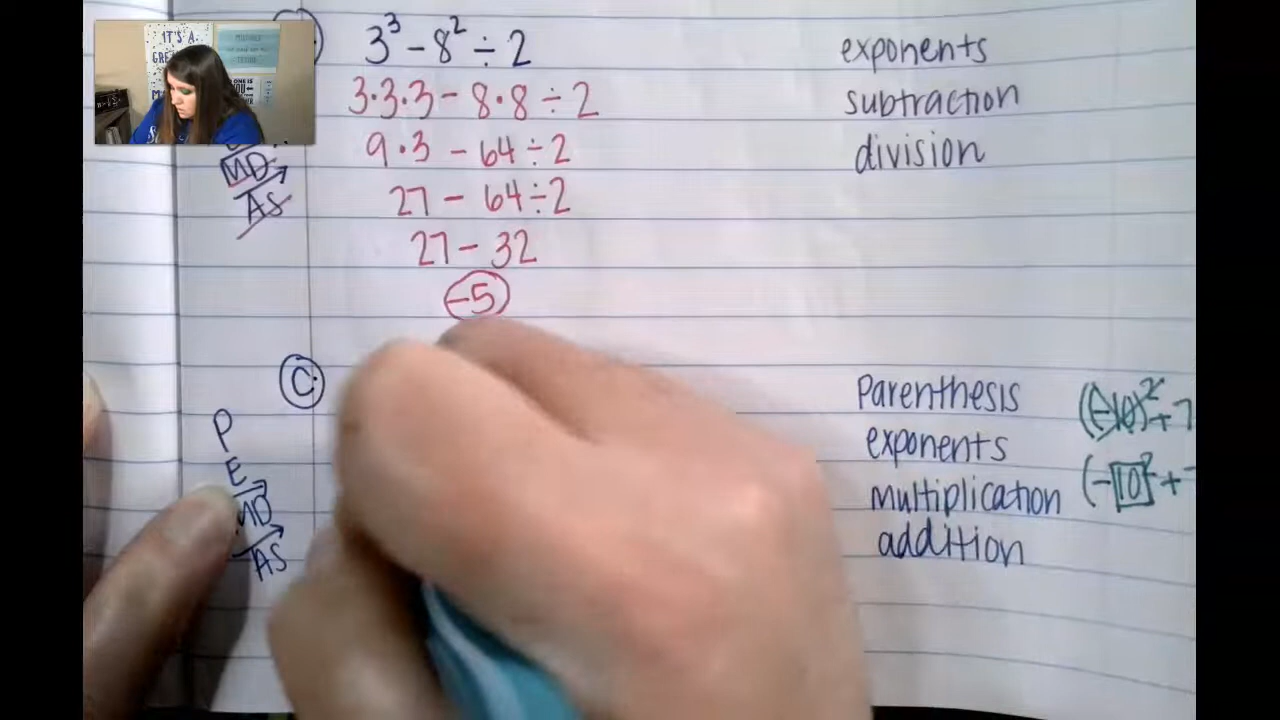 3³ - 8² ÷ 2
exponents
3·3·3 - 8·8 ÷ 2
subtraction
9·3 - 64 ÷ 2
division
MD
27 - 64 ÷ 2
AS
27 - 32
-5
C.
Parenthesis
P
exponents
E
multiplication
MD
addition
AS
IT'S A